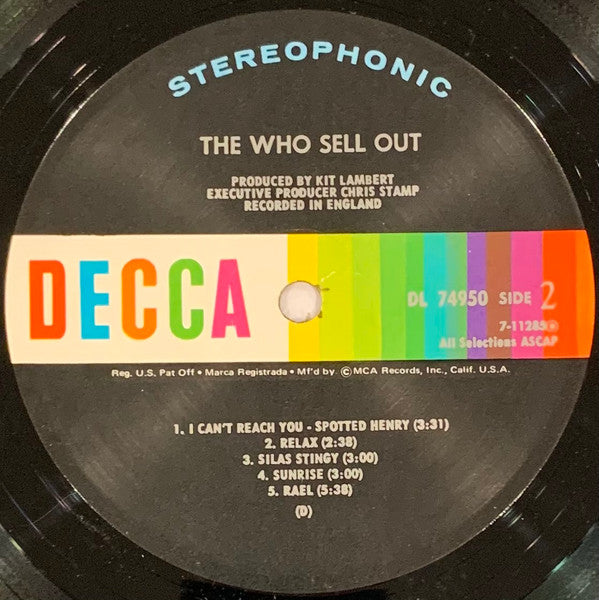 STEREOPHONIC
THE WHO SELL OUT
PRODUCED BY KIT LAMBERT
EXECUTIVE PRODUCER CHRIS STAMP
RECORDED IN ENGLAND
DECCA
DL 74950 SIDE 2
7-11285
All Selections ASCAP
Reg. U.S. Pat Off • Marca Registrada • Mf'd by ©MCA Records, Inc., Calif. U.S.A.
1. I CAN'T REACH YOU - SPOTTED HENRY (3:31)
2. RELAX (2:38)
3. SILAS STINGY (3:00)
4. SUNRISE (3:00)
5. RAEL (5:38)
(D)